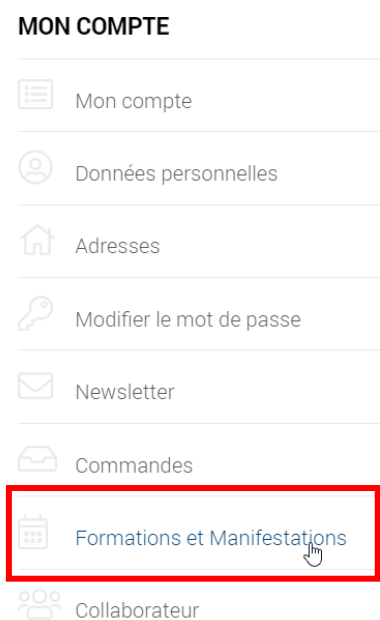 MON COMPTE
Mon compte
Données personnelles
Adresses
Modifier le mot de passe
Newsletter
Commandes
Formations et Manifestations
Collaborateur